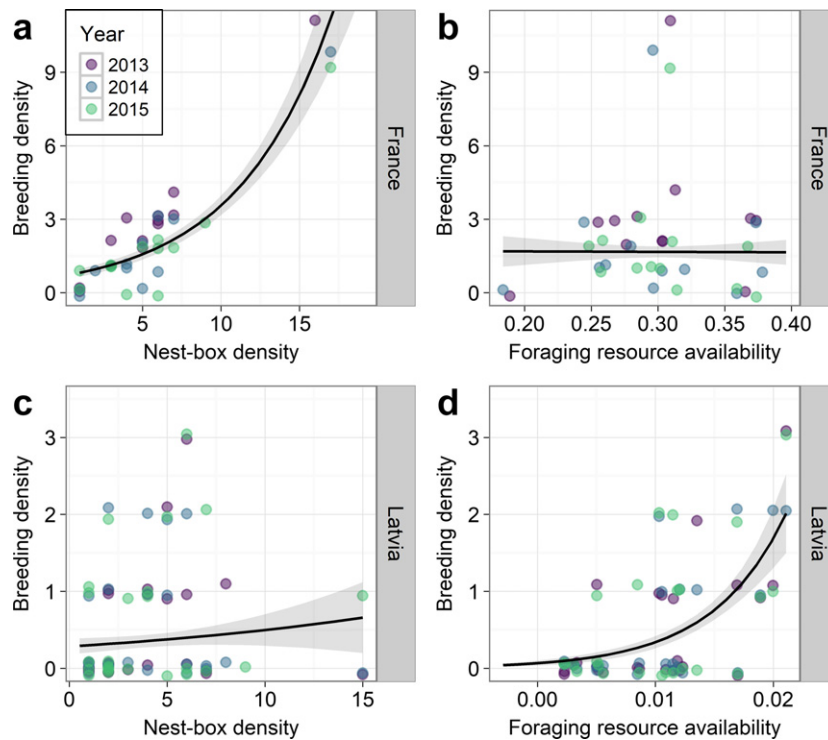 a
Year
2013
2014
2015
Breeding density
0
3
6
9
5
10
15
Nest-box density
France
b
Breeding density
0
3
6
9
0.20
0.25
0.30
0.35
0.40
Foraging resource availability
France
c
Breeding density
0
1
2
3
0
5
10
15
Nest-box density
Latvia
d
Breeding density
0
1
2
3
0.00
0.01
0.02
Foraging resource availability
Latvia